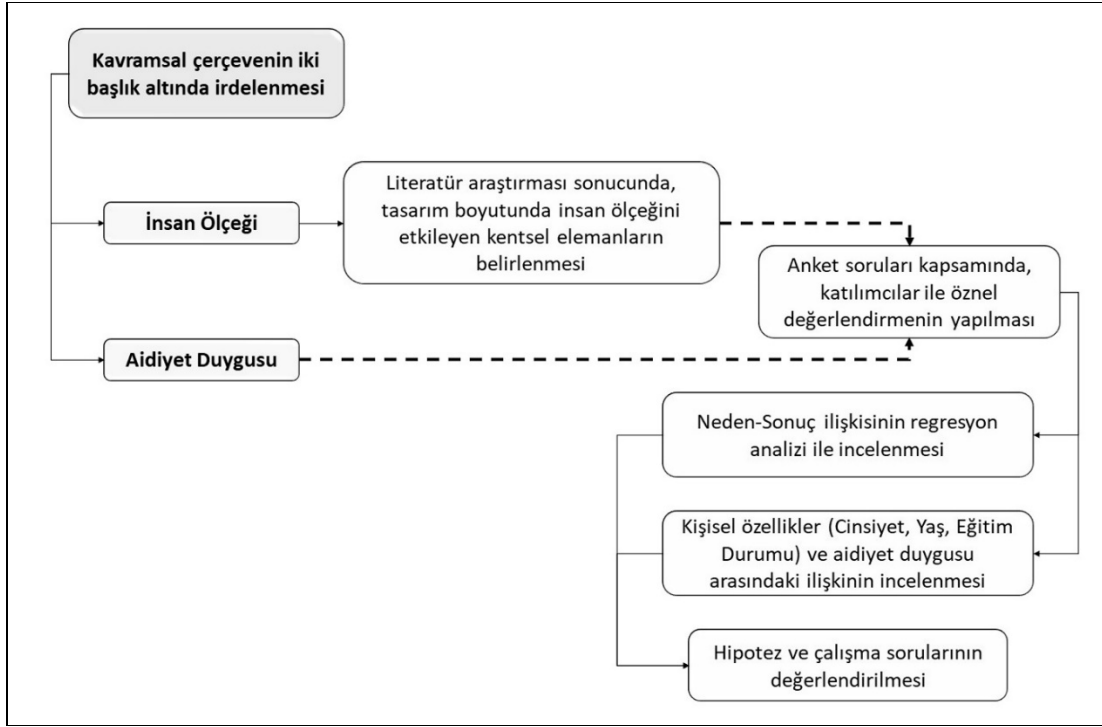 Kavramsal çerçevenin iki
başlık altında irdelenmesi
İnsan Ölçeği
Literatür araştırması sonucunda,
tasarım boyutunda insan ölçeğini
etkileyen kentsel elemanların
belirlenmesi
Anket soruları kapsamında,
katılımcılar ile öznel
değerlendirmenin yapılması
Aidiyet Duygusu
Neden-Sonuç ilişkisinin regresyon
analizi ile incelenmesi
Kişisel özellikler (Cinsiyet, Yaş, Eğitim
Durumu) ve aidiyet duygusu
arasındaki ilişkinin incelenmesi
Hipotez ve çalışma sorularının
değerlendirilmesi